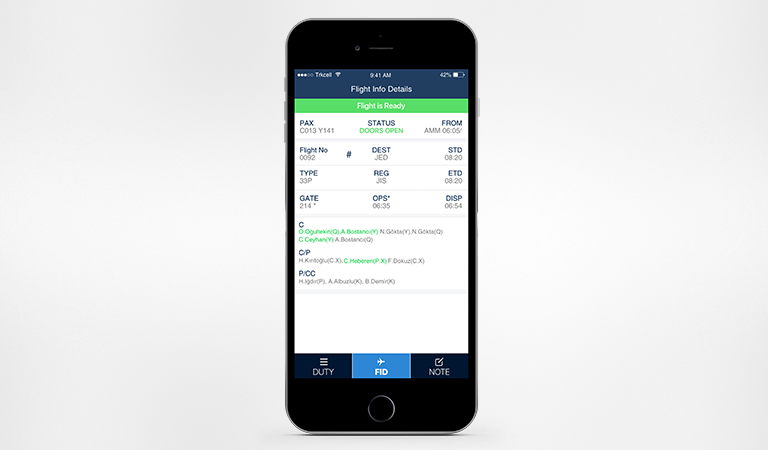 ●●●○○ Trkcell 9:41 AM 42%
Flight Info Details
Flight is Ready
PAX STATUS FROM
C013 Y141 DOORS OPEN AMM 06:05/
Flight No # DEST STD
0092 JED 08:20
TYPE REG ETD
33P JIS 08:20
GATE OPS* DISP
214 * 06:35 06:54
C
O.Oğultekin(Q),A.Bostancı(Y) N.Gökta(Y),N.Gökta(Q)
C.Ceyhan(Y) A.Bostancı(Q)
C/P
H.Kırıloğlu(C.X), C.Heberen(P.X) F.Dokuz(C.X)
P/CC
H.Iğdır(P), A.Albuzlu(K), B.Demir(K)
DUTY FID NOTE